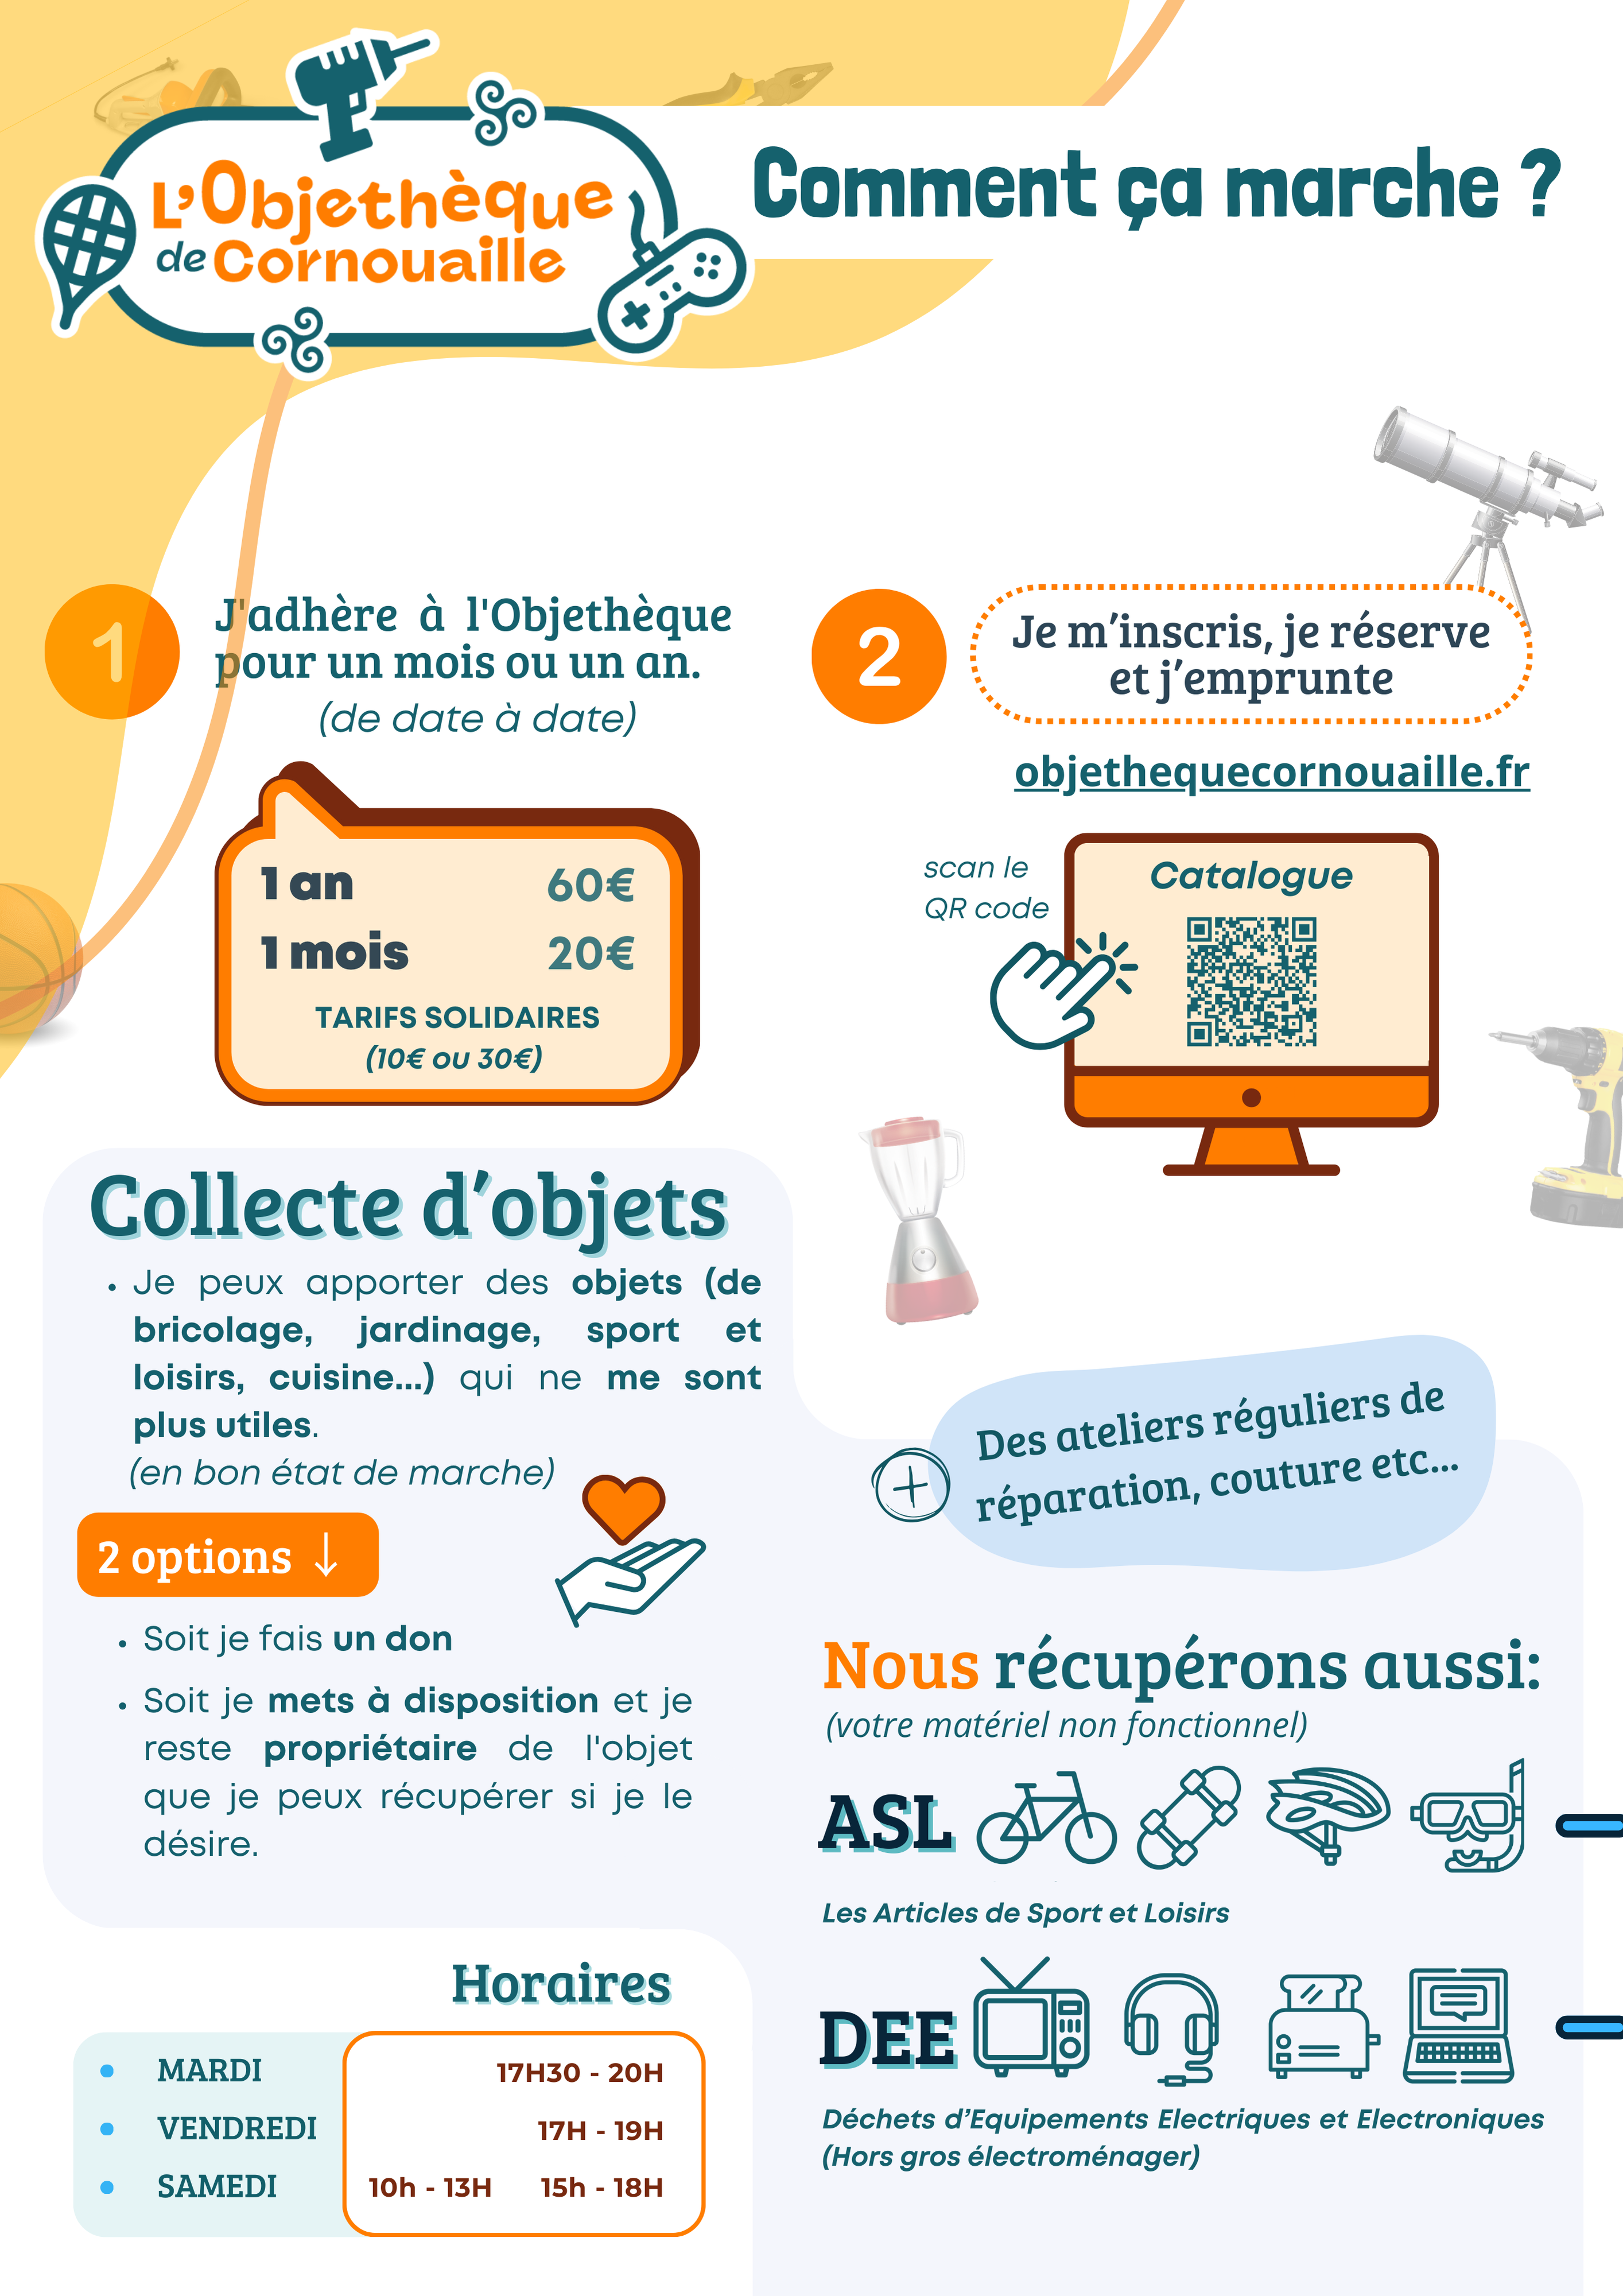 L'Objethèque
de Cornouaille
Comment ça marche ?
1
J'adhère à l'Objethèque
pour un mois ou un an.
(de date à date)
1 an 60€
1 mois 20€
TARIFS SOLIDAIRES
(10€ ou 30€)
2
Je m'inscris, je réserve
et j'emprunte
objethequecornouaille.fr
scan le
QR code
Catalogue
Collecte d'objets
• Je peux apporter des objets (de
bricolage, jardinage, sport et
loisirs, cuisine...) qui ne me sont
plus utiles.
(en bon état de marche)
2 options ↓
• Soit je fais un don
• Soit je mets à disposition et je
reste propriétaire de l'objet
que je peux récupérer si je le
désire.
Horaires
• MARDI 17H30 - 20H
• VENDREDI 17H - 19H
• SAMEDI 10h - 13H 15h - 18H
+
Des ateliers réguliers de
réparation, couture etc...
Nous récupérons aussi:
(votre matériel non fonctionnel)
ASL
Les Articles de Sport et Loisirs
DEE
Déchets d'Equipements Electriques et Electroniques
(Hors gros électroménager)